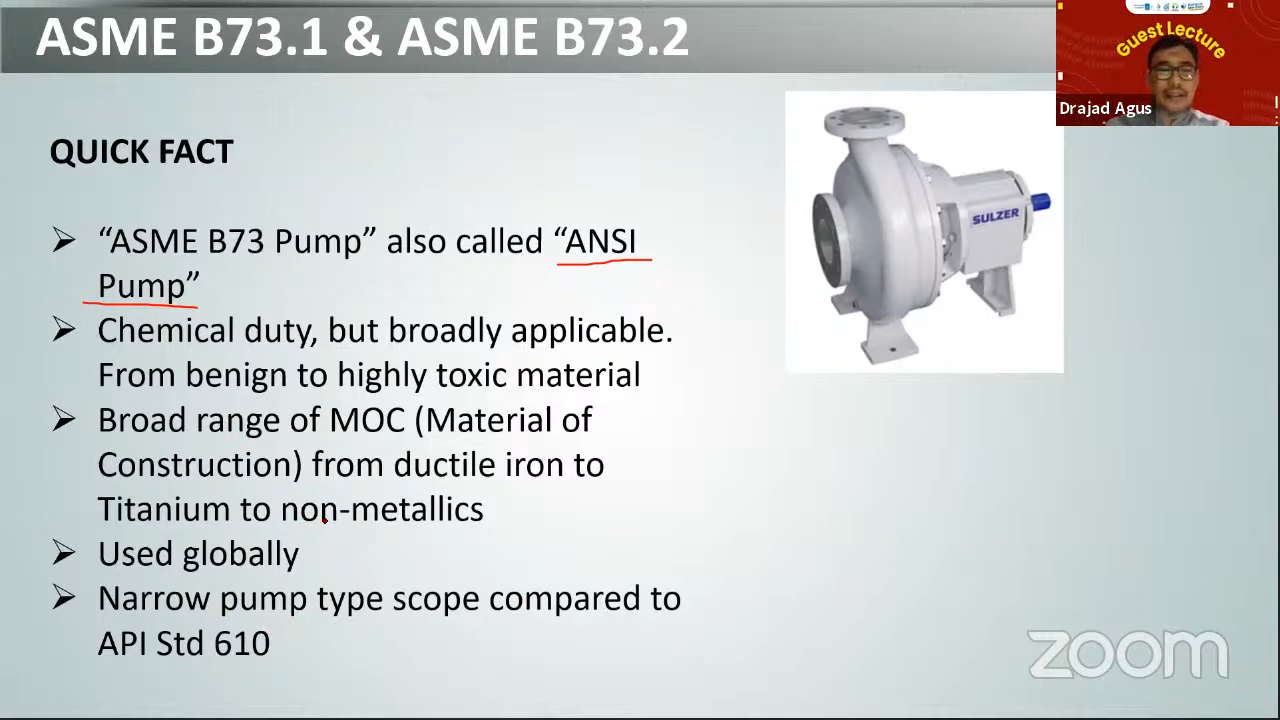 ASME B73.1 & ASME B73.2
Guest Lecture
Drajad Agus
QUICK FACT
SULZER
➢ “ASME B73 Pump” also called “ANSI
Pump”
➢ Chemical duty, but broadly applicable.
From benign to highly toxic material
➢ Broad range of MOC (Material of
Construction) from ductile iron to
Titanium to non-metallics
➢ Used globally
➢ Narrow pump type scope compared to
API Std 610
zoom